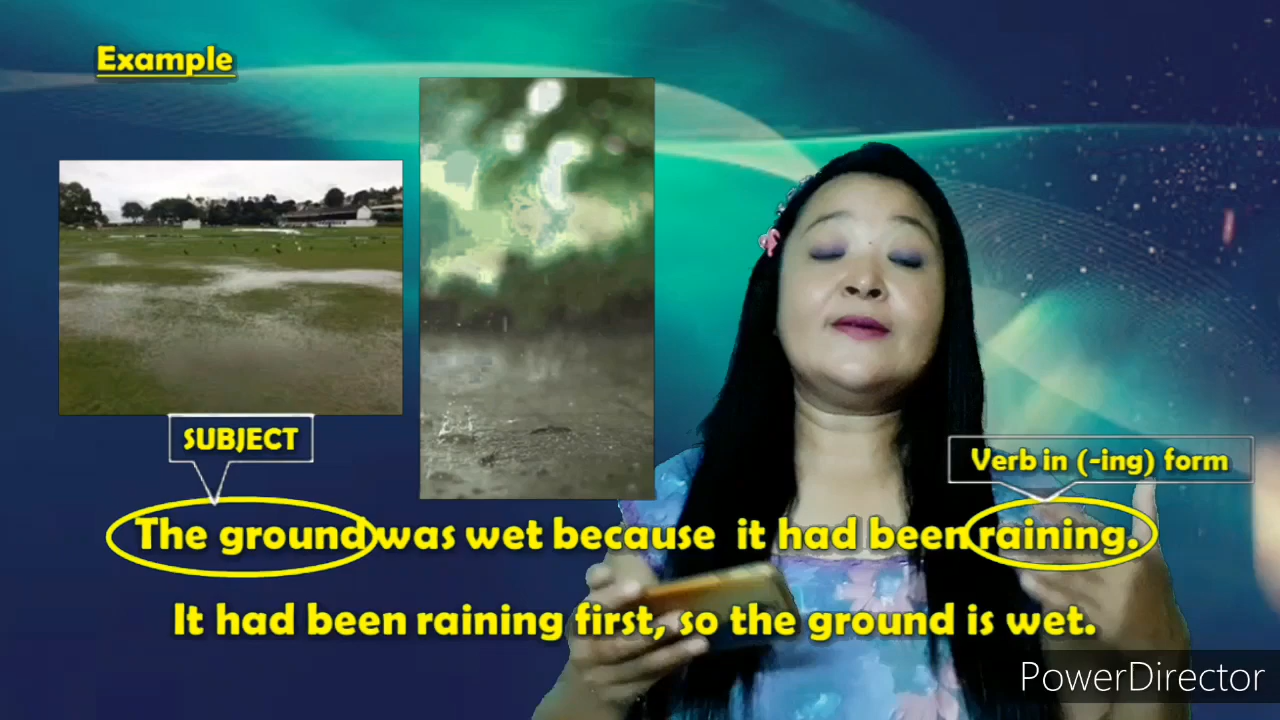 Example
SUBJECT
Verb in (-ing) form
The ground was wet because it had been raining.
It had been raining first, so the ground is wet.
PowerDirector